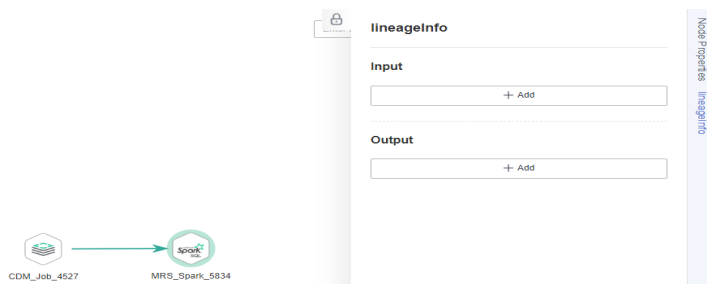 lineageInfo
Input
+ Add
Output
+ Add
Node Properties
lineageInfo
Spark
SQL
CDM_Job_4527
MRS_Spark_5834